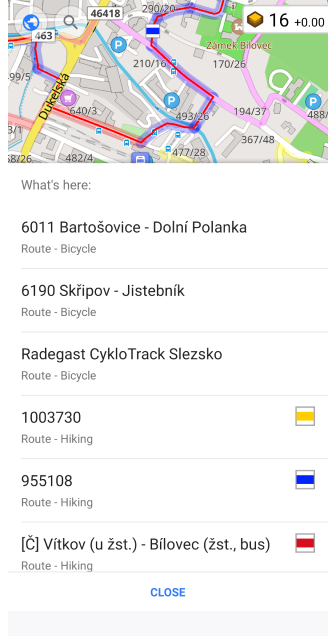 46418
290/20
16 +0.00
463
Zámek Bílovec
210/16
170/26
Dukelská
640/3
493/26
194/37
488/
3/1
367/48
58/26
482/4
477/28
What's here:
6011 Bartošovice - Dolní Polanka
Route - Bicycle
6190 Skřipov - Jistebník
Route - Bicycle
Radegast CykloTrack Slezsko
Route - Bicycle
1003730
Route - Hiking
955108
Route - Hiking
[Č] Vítkov (u žst.) - Bílovec (žst., bus)
Route - Hiking
CLOSE